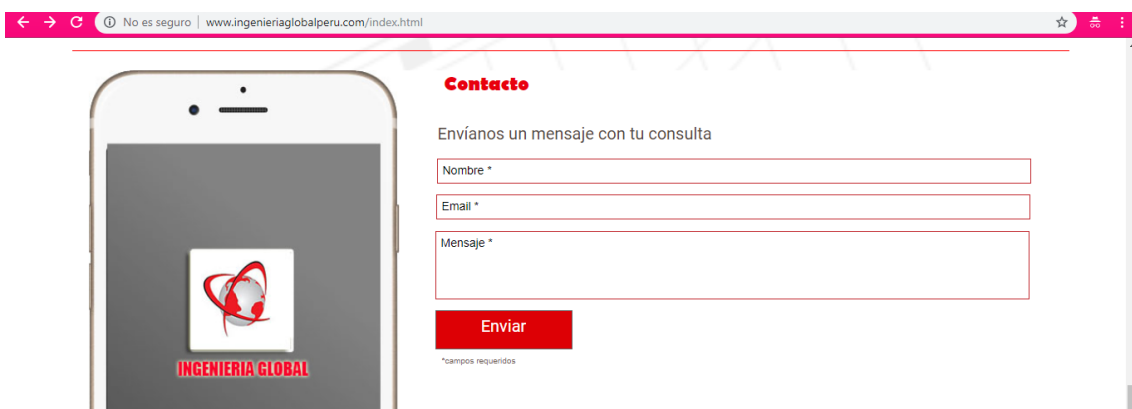 No es seguro | www.ingenieriaglobalperu.com/index.html
Contacto
Envíanos un mensaje con tu consulta
Nombre *
Email *
Mensaje *
Enviar
*campos requeridos
INGENIERIA GLOBAL